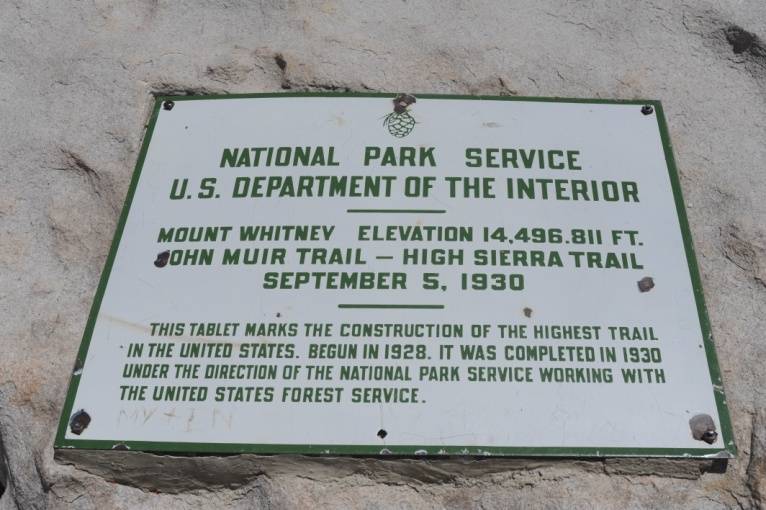 NATIONAL PARK SERVICE
U.S. DEPARTMENT OF THE INTERIOR
MOUNT WHITNEY ELEVATION 14,496.811 FT.
OHN MUIR TRAIL — HIGH SIERRA TRAIL
SEPTEMBER 5, 1930
THIS TABLET MARKS THE CONSTRUCTION OF THE HIGHEST TRAIL
IN THE UNITED STATES. BEGUN IN 1928. IT WAS COMPLETED IN 1930
UNDER THE DIRECTION OF THE NATIONAL PARK SERVICE WORKING WITH
THE UNITED STATES FOREST SERVICE.